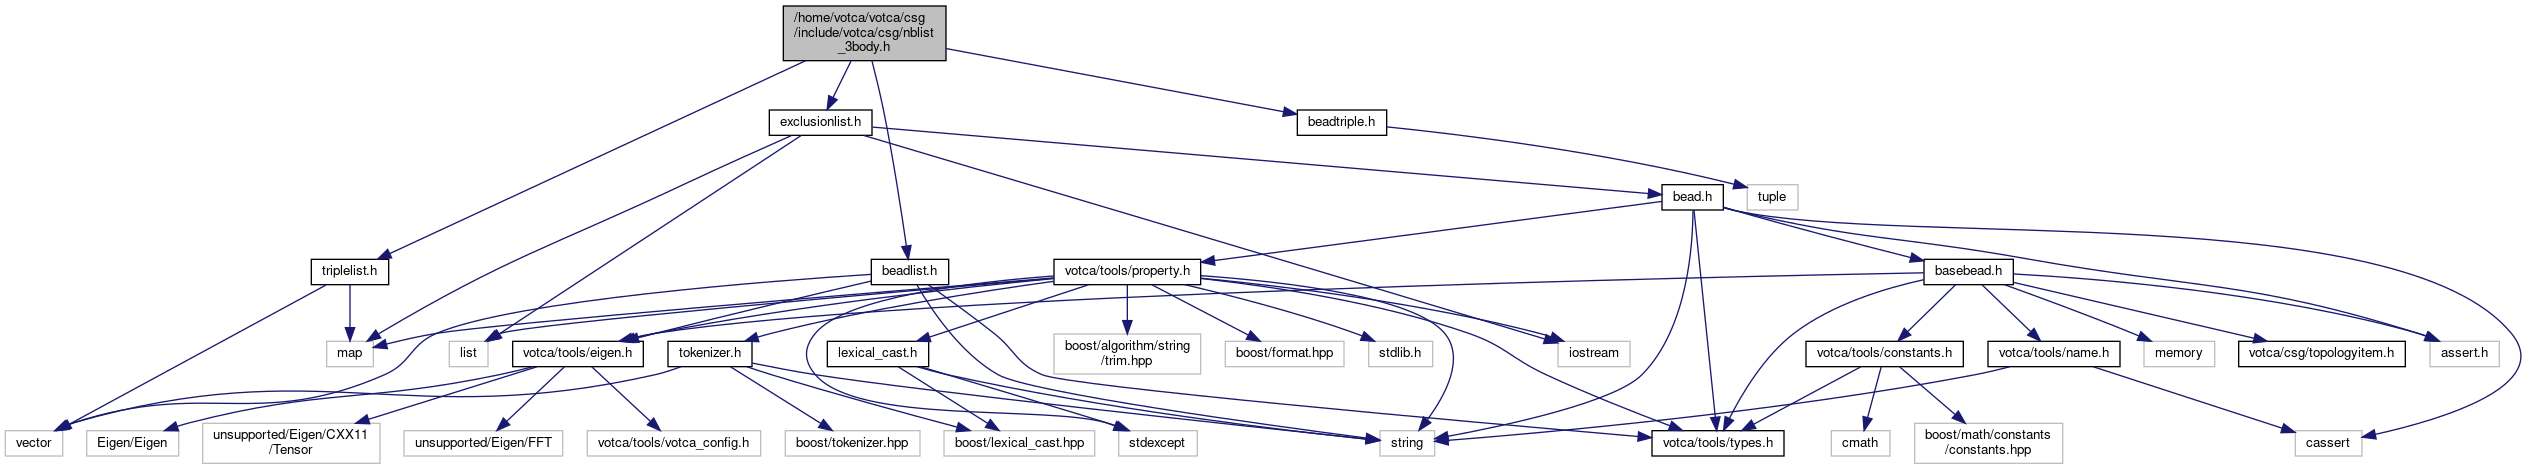 /home/votca/votca/csg
/include/votca/csg/nblist
_3body.h
exclusionlist.h
beadtriple.h
bead.h
tuple
triplelist.h
beadlist.h
votca/tools/property.h
basebead.h
map
list
votca/tools/eigen.h
tokenizer.h
lexical_cast.h
boost/algorithm/string
/trim.hpp
boost/format.hpp
stdlib.h
iostream
votca/tools/constants.h
votca/tools/name.h
memory
votca/csg/topologyitem.h
assert.h
vector
Eigen/Eigen
unsupported/Eigen/CXX11
/Tensor
unsupported/Eigen/FFT
votca/tools/votca_config.h
boost/tokenizer.hpp
boost/lexical_cast.hpp
stdexcept
string
votca/tools/types.h
cmath
boost/math/constants
/constants.hpp
cassert